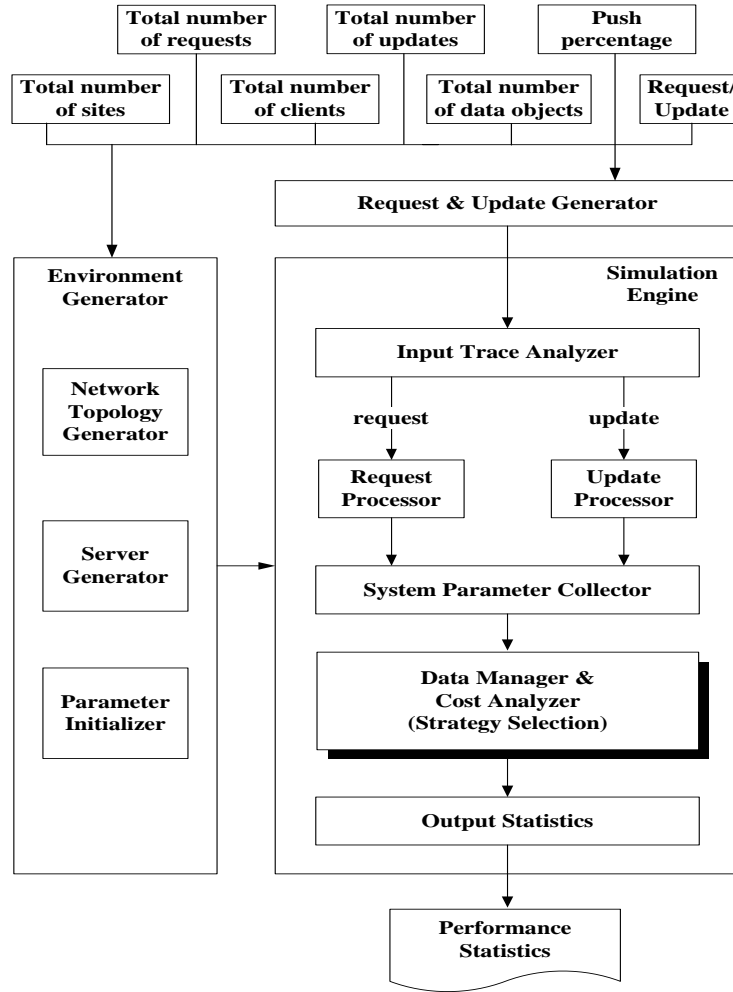 Total number
of requests
Total number
of updates
Push
percentage
Total number
of sites
Total number
of clients
Total number
of data objects
Request/
Update
Request & Update Generator
Environment
Generator
Simulation
Engine
Network
Topology
Generator
Server
Generator
Parameter
Initializer
Input Trace Analyzer
request
update
Request
Processor
Update
Processor
System Parameter Collector
Data Manager &
Cost Analyzer
(Strategy Selection)
Output Statistics
Performance
Statistics